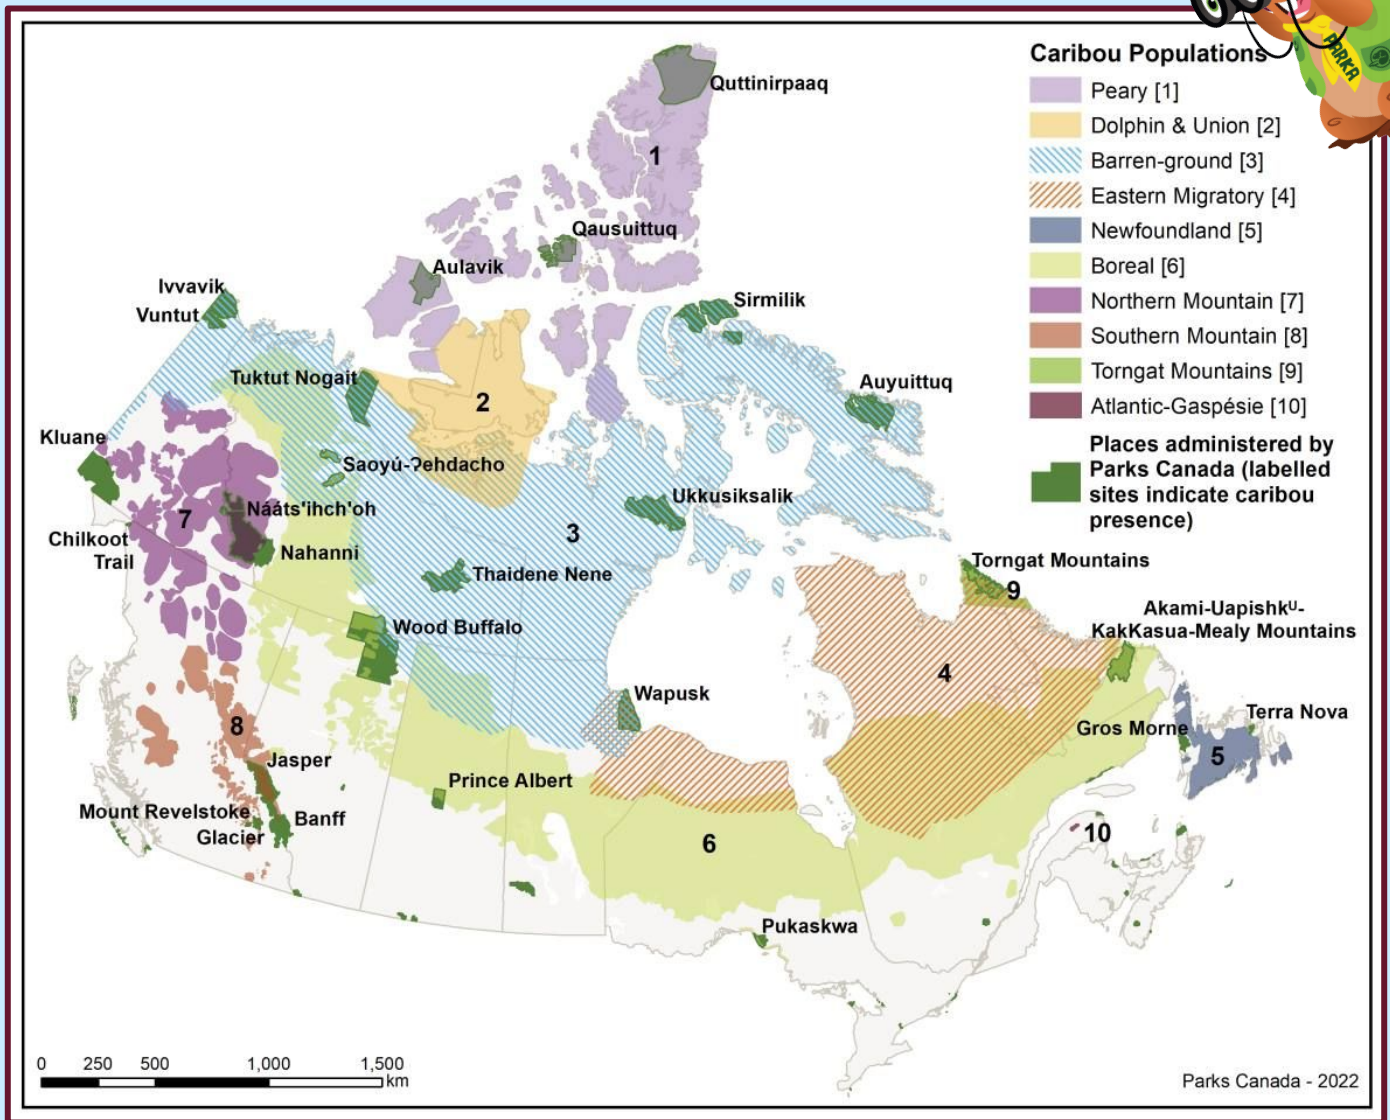 PARKA
Caribou Populations
Peary [1]
Dolphin & Union [2]
Barren-ground [3]
Eastern Migratory [4]
Newfoundland [5]
Boreal [6]
Northern Mountain [7]
Southern Mountain [8]
Torngat Mountains [9]
Atlantic-Gaspésie [10]
Places administered by
Parks Canada (labelled
sites indicate caribou
presence)
Quttinirpaaq
1
Qausuittuq
Aulavik
Ivvavik
Vuntut
Sirmilik
Tuktut Nogait
2
Auyuittuq
Kluane
Saoyú-Ɂehdacho
Ukkusiksalik
Nááts'ihch'oh
7
3
Chilkoot
Trail
Nahanni
Thaidene Nene
Torngat Mountains
9
Akami-Uapishkᵁ-
KakKasua-Mealy Mountains
Wood Buffalo
4
Wapusk
8
Gros Morne
Terra Nova
5
Jasper
Prince Albert
Mount Revelstoke
Glacier
Banff
6
10
Pukaskwa
0 250 500 1,000 1,500
km
Parks Canada - 2022